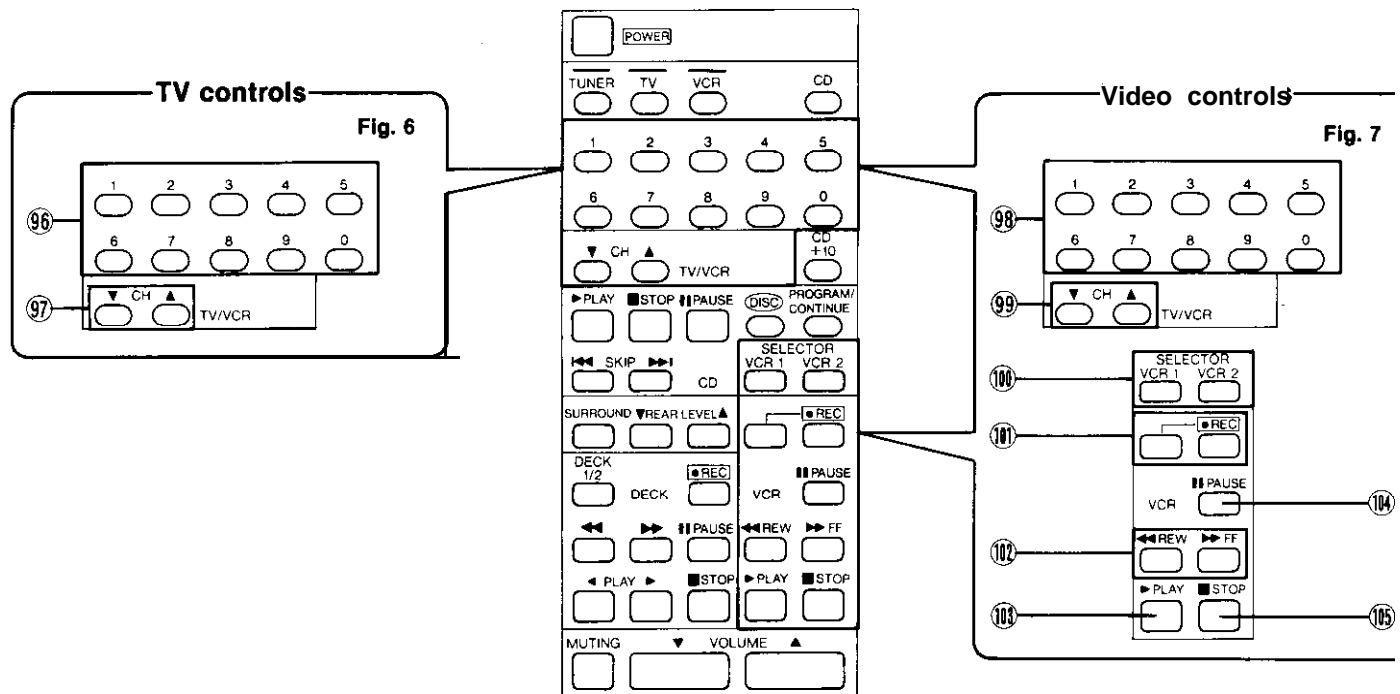 TV controls
Fig. 6
1 2 3 4 5
6 7 8 9 0
96
▼ CH ▲
TV/VCR
97
POWER
TUNER TV VCR CD
1 2 3 4 5
6 7 8 9 0
▼ CH ▲ TV/VCR CD +10
▶PLAY ■STOP ▮▮PAUSE DISC PROGRAM/CONTINUE
⏮ SKIP ⏭ CD
SELECTOR
VCR 1 VCR 2
SURROUND ▼REAR LEVEL▲ ●REC
DECK 1/2 DECK ●REC VCR ▮▮PAUSE
◀◀ ▶▶ ▮▮PAUSE ◀◀REW ▶▶FF
◀ PLAY ▶ ■STOP ▶PLAY ■STOP
MUTING ▼ VOLUME ▲
Video controls
Fig. 7
1 2 3 4 5
6 7 8 9 0
98
▼ CH ▲
TV/VCR
99
SELECTOR
VCR 1 VCR 2
100
●REC
101
▮▮PAUSE
VCR
104
◀◀REW ▶▶FF
102
▶PLAY ■STOP
103
105